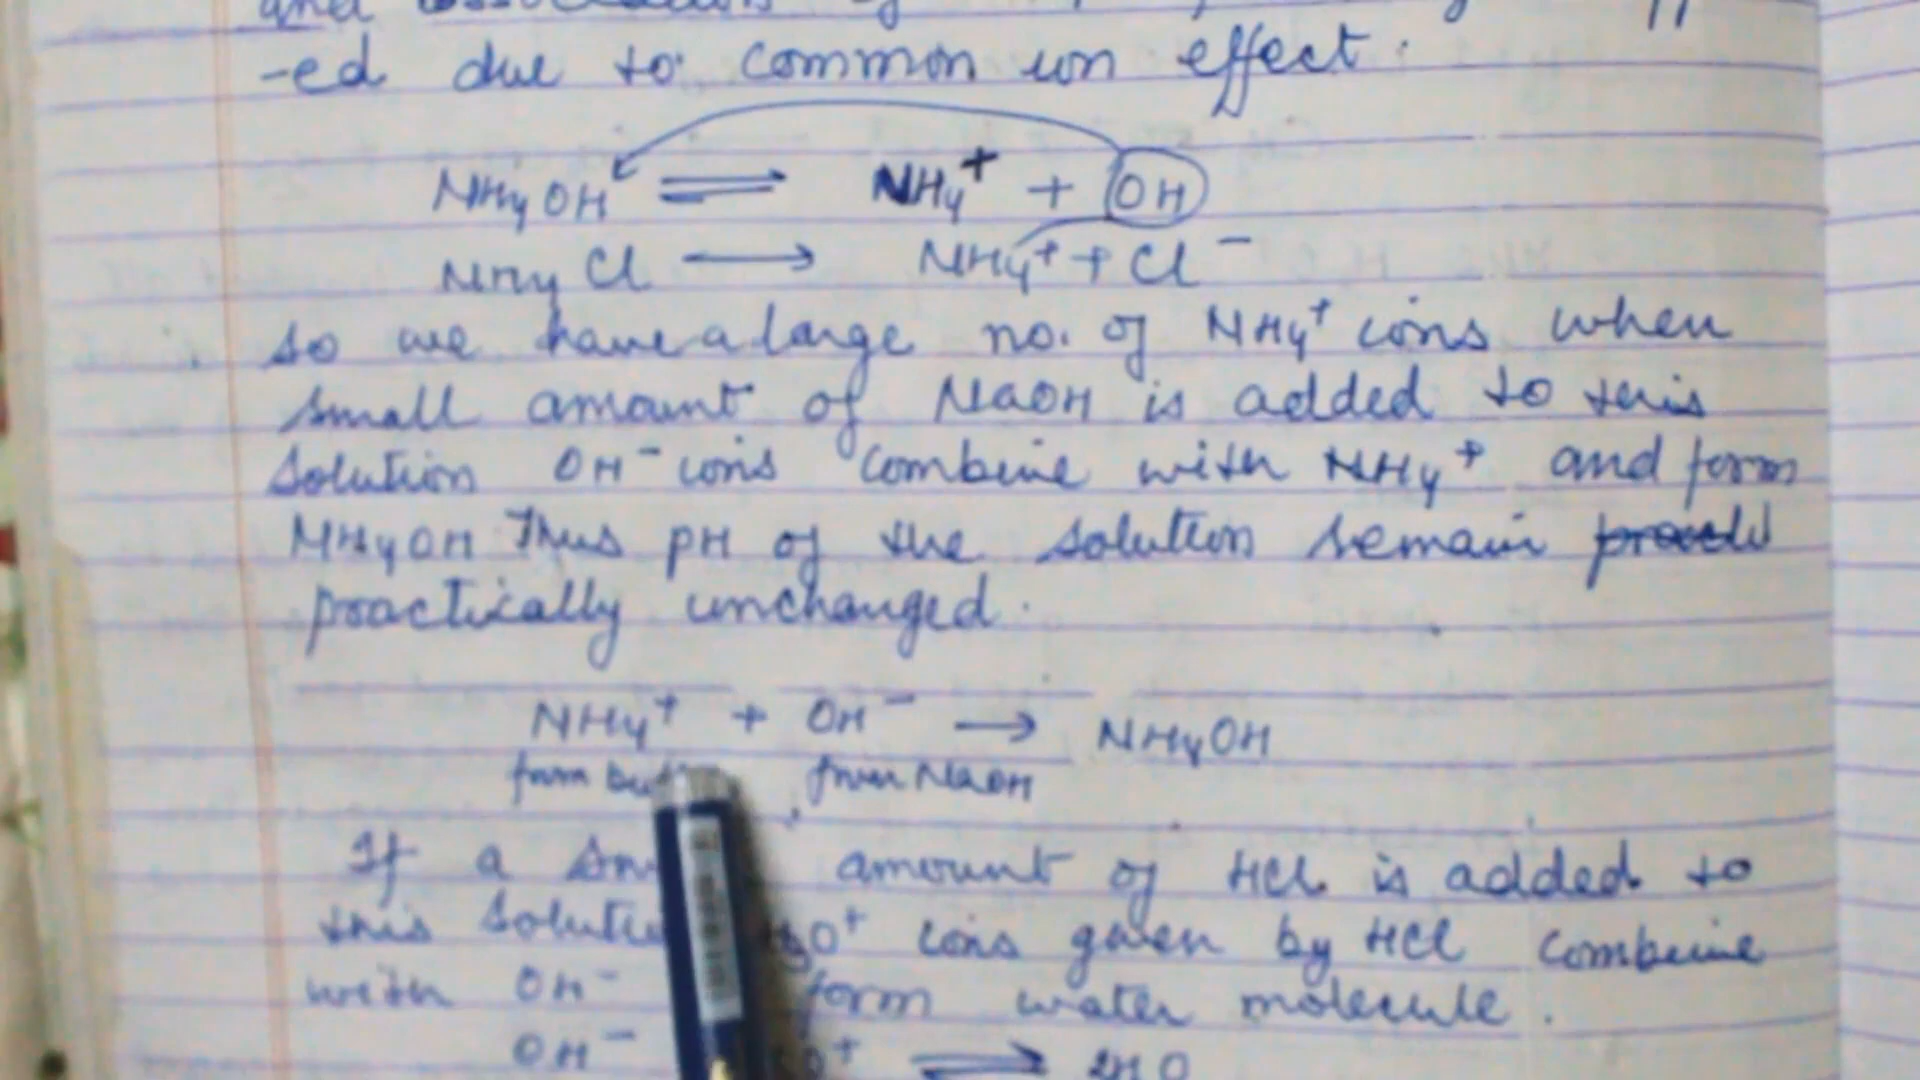 -ed due to common ion effect.
NH4OH ⇌ NH4+ + OH
NH4Cl → NH4+ + Cl-
So we have a large no. of NH4+ ions when
small amount of NaOH is added to this
solution OH- ions combine with NH4+ and form
NH4OH Thus pH of the solution remain
practically unchanged.
NH4+ + OH- → NH4OH
from from NaOH
If a amount of HCl is added to
this ions given by HCl combine
with OH- form water molecule.
OH- ⇌ 2H2O